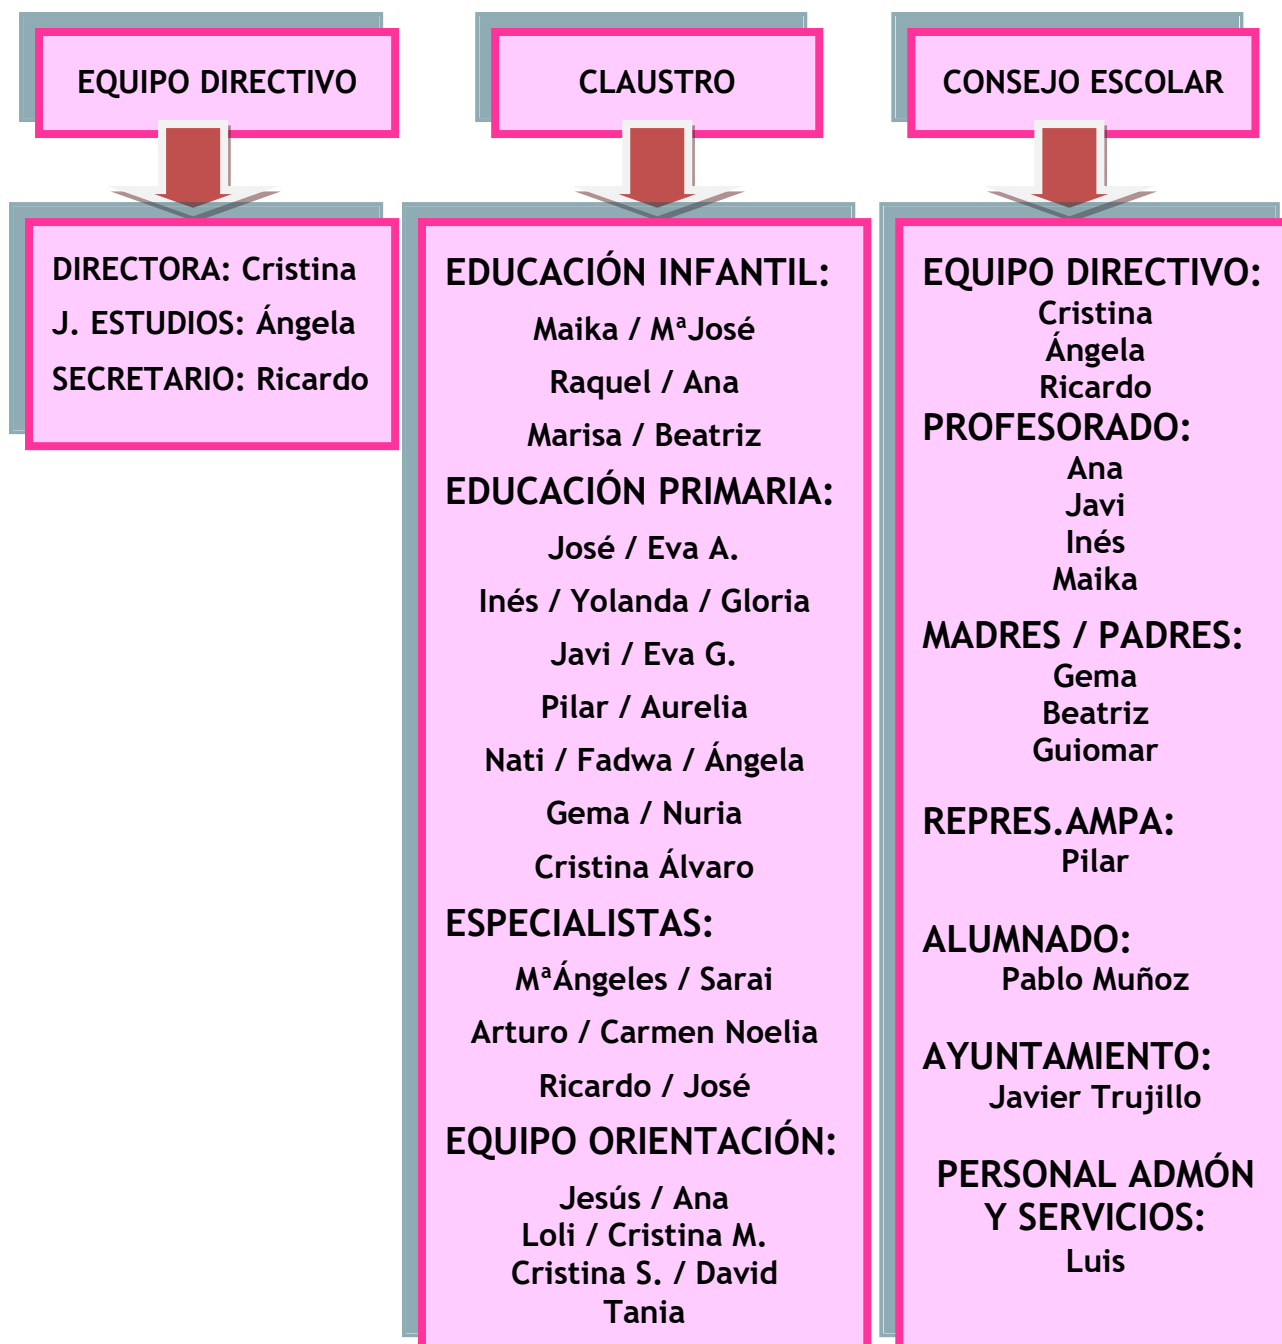 EQUIPO DIRECTIVO
DIRECTORA: Cristina
J. ESTUDIOS: Ángela
SECRETARIO: Ricardo
CLAUSTRO
EDUCACIÓN INFANTIL:
Maika / MªJosé
Raquel / Ana
Marisa / Beatriz
EDUCACIÓN PRIMARIA:
José / Eva A.
Inés / Yolanda / Gloria
Javi / Eva G.
Pilar / Aurelia
Nati / Fadwa / Ángela
Gema / Nuria
Cristina Álvaro
ESPECIALISTAS:
MªÁngeles / Sarai
Arturo / Carmen Noelia
Ricardo / José
EQUIPO ORIENTACIÓN:
Jesús / Ana
Loli / Cristina M.
Cristina S. / David
Tania
CONSEJO ESCOLAR
EQUIPO DIRECTIVO:
Cristina
Ángela
Ricardo
PROFESORADO:
Ana
Javi
Inés
Maika
MADRES / PADRES:
Gema
Beatriz
Guiomar
REPRES.AMPA:
Pilar
ALUMNADO:
Pablo Muñoz
AYUNTAMIENTO:
Javier Trujillo
PERSONAL ADMÓN
Y SERVICIOS:
Luis